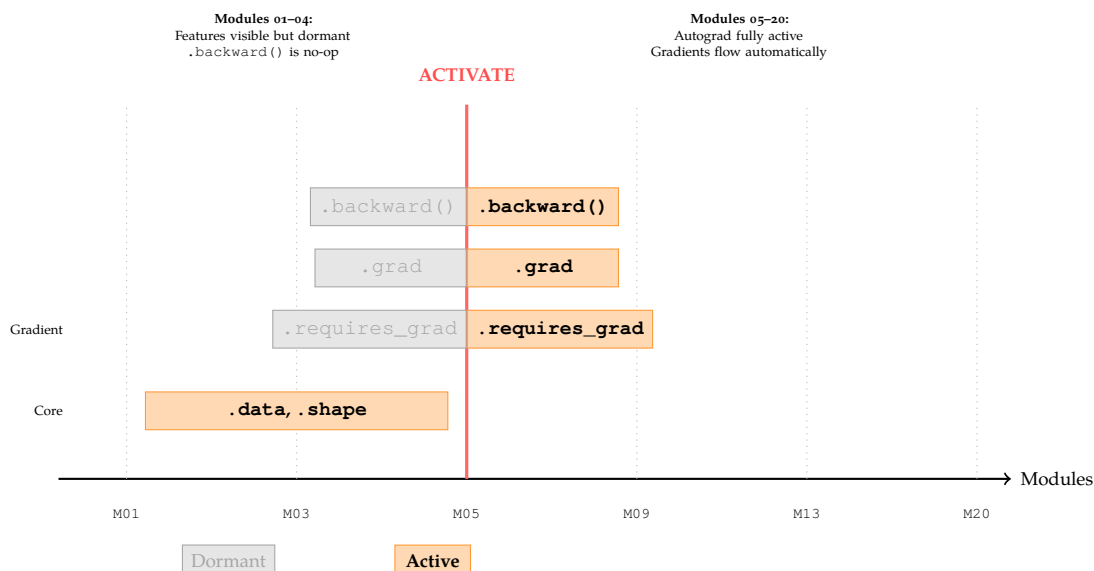 Modules 01–04:
Features visible but dormant
.backward() is no-op
Modules 05–20:
Autograd fully active
Gradients flow automatically
ACTIVATE
.backward() .backward()
.grad .grad
Gradient .requires_grad .requires_grad
Core .data, .shape
Modules
M01 M03 M05 M09 M13 M20
Dormant Active